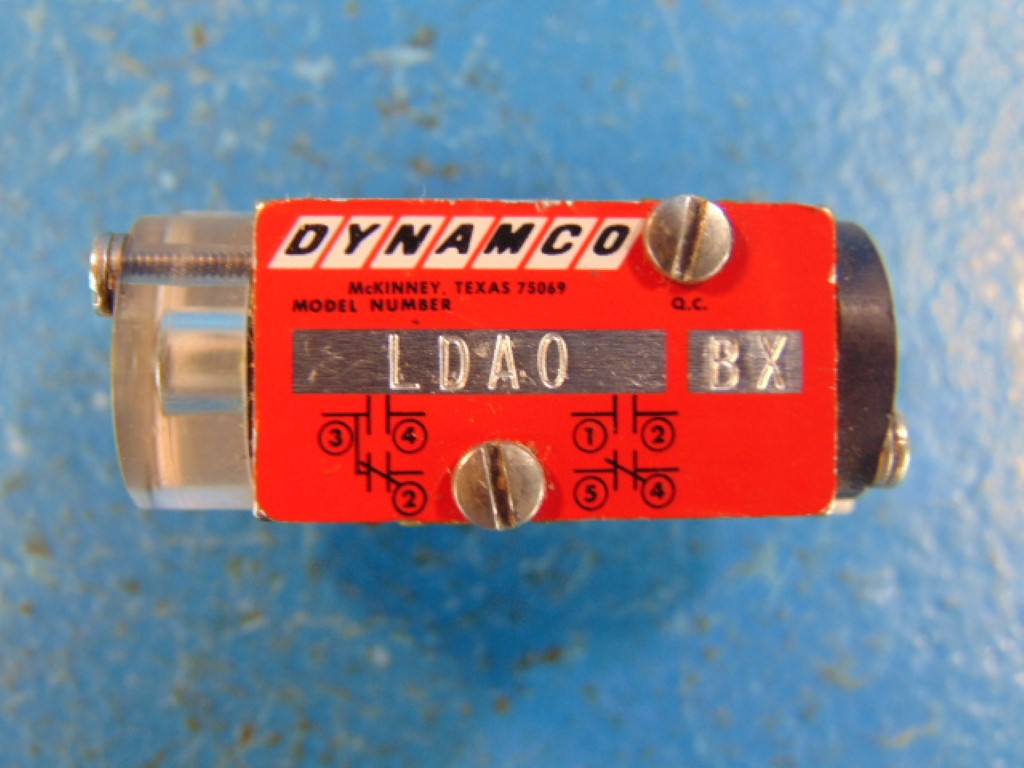 DYNAMCO
McKINNEY, TEXAS 75069
MODEL NUMBER Q.C.
LDAO BX
3 4 1 2
2 5 4